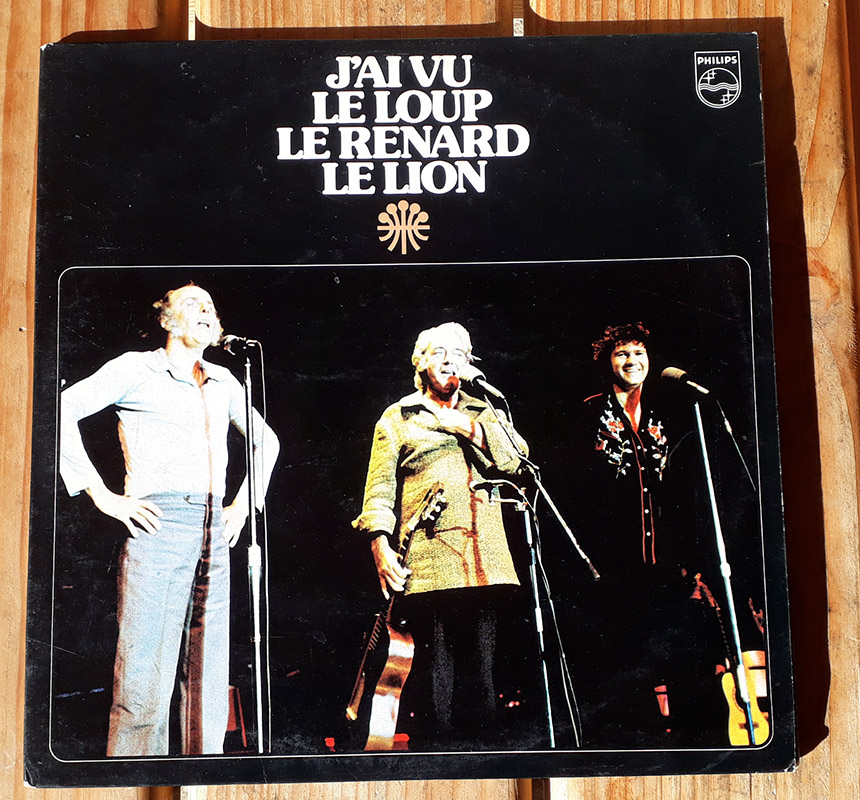 J'AI VU
LE LOUP
LE RENARD
LE LION
PHILIPS